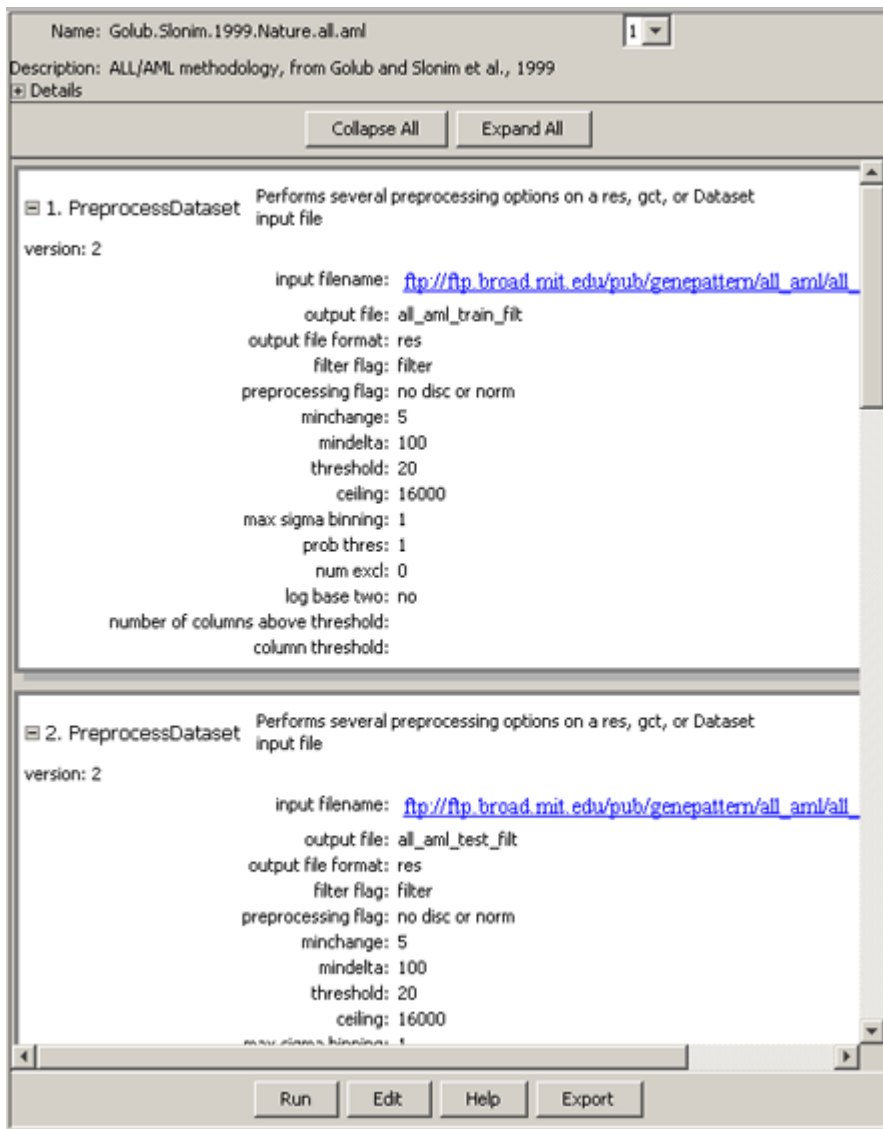 Name: Golub.Slonim.1999.Nature.all.aml 1
Description: ALL/AML methodology, from Golub and Slonim et al., 1999
Details
Collapse All Expand All
1. PreprocessDataset Performs several preprocessing options on a res, gct, or Dataset
input file
version: 2
input filename: ftp://ftp.broad.mit.edu/pub/genepattern/all_aml/all_
output file: all_aml_train_filt
output file format: res
filter flag: filter
preprocessing flag: no disc or norm
minchange: 5
mindelta: 100
threshold: 20
ceiling: 16000
max sigma binning: 1
prob thres: 1
num excl: 0
log base two: no
number of columns above threshold:
column threshold:
2. PreprocessDataset Performs several preprocessing options on a res, gct, or Dataset
input file
version: 2
input filename: ftp://ftp.broad.mit.edu/pub/genepattern/all_aml/all_
output file: all_aml_test_filt
output file format: res
filter flag: filter
preprocessing flag: no disc or norm
minchange: 5
mindelta: 100
threshold: 20
ceiling: 16000
max sigma binning: 1
Run Edit Help Export